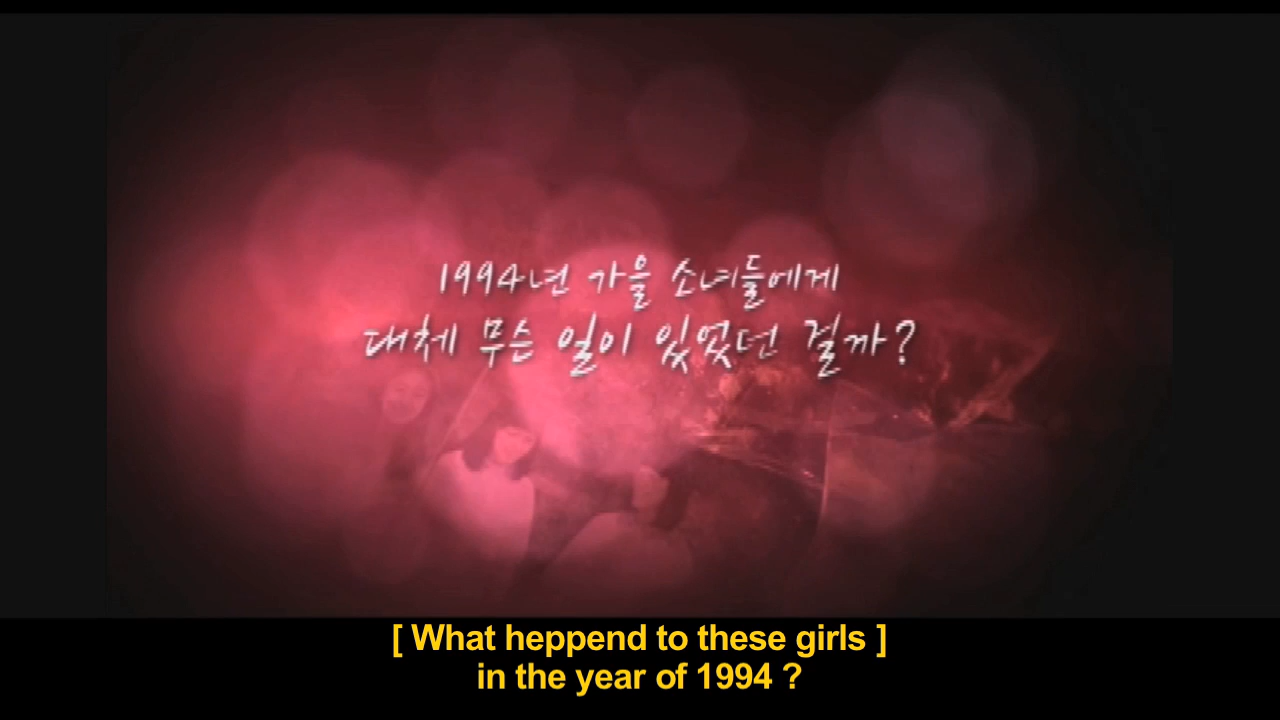 1994년 가을 소녀들에게
대체 무슨 일이 있었던 걸까?
[ What heppend to these girls ]
in the year of 1994 ?